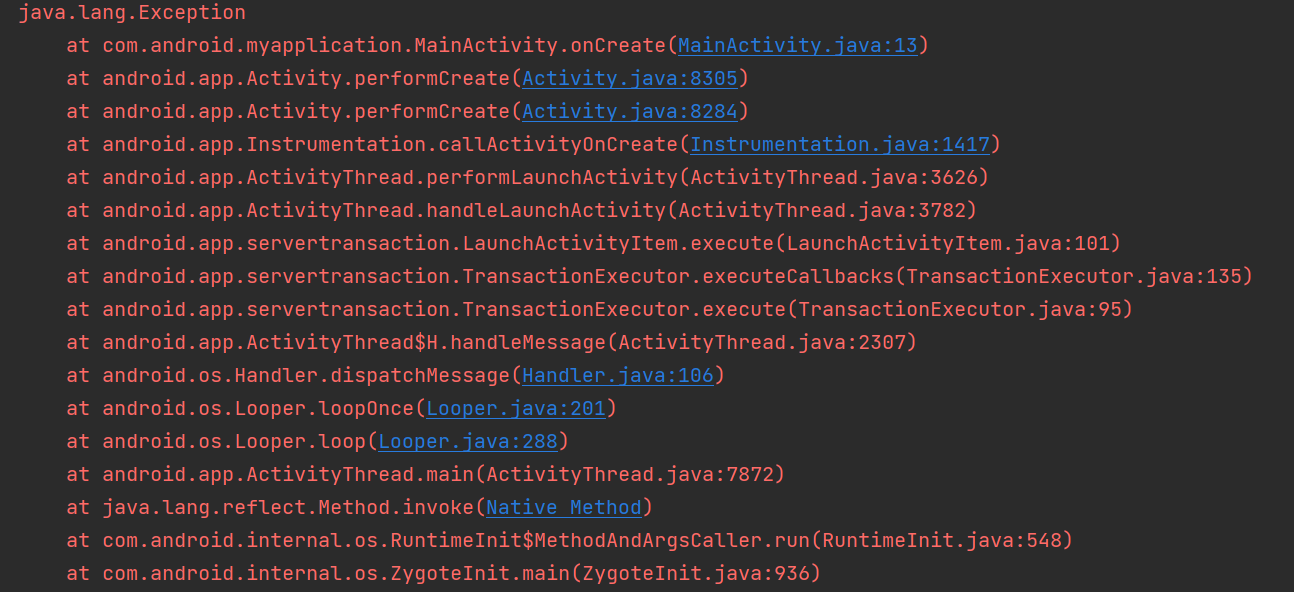 java.lang.Exception
at com.android.myapplication.MainActivity.onCreate(MainActivity.java:13)
at android.app.Activity.performCreate(Activity.java:8305)
at android.app.Activity.performCreate(Activity.java:8284)
at android.app.Instrumentation.callActivityOnCreate(Instrumentation.java:1417)
at android.app.ActivityThread.performLaunchActivity(ActivityThread.java:3626)
at android.app.ActivityThread.handleLaunchActivity(ActivityThread.java:3782)
at android.app.servertransaction.LaunchActivityItem.execute(LaunchActivityItem.java:101)
at android.app.servertransaction.TransactionExecutor.executeCallbacks(TransactionExecutor.java:135)
at android.app.servertransaction.TransactionExecutor.execute(TransactionExecutor.java:95)
at android.app.ActivityThread$H.handleMessage(ActivityThread.java:2307)
at android.os.Handler.dispatchMessage(Handler.java:106)
at android.os.Looper.loopOnce(Looper.java:201)
at android.os.Looper.loop(Looper.java:288)
at android.app.ActivityThread.main(ActivityThread.java:7872)
at java.lang.reflect.Method.invoke(Native Method)
at com.android.internal.os.RuntimeInit$MethodAndArgsCaller.run(RuntimeInit.java:548)
at com.android.internal.os.ZygoteInit.main(ZygoteInit.java:936)